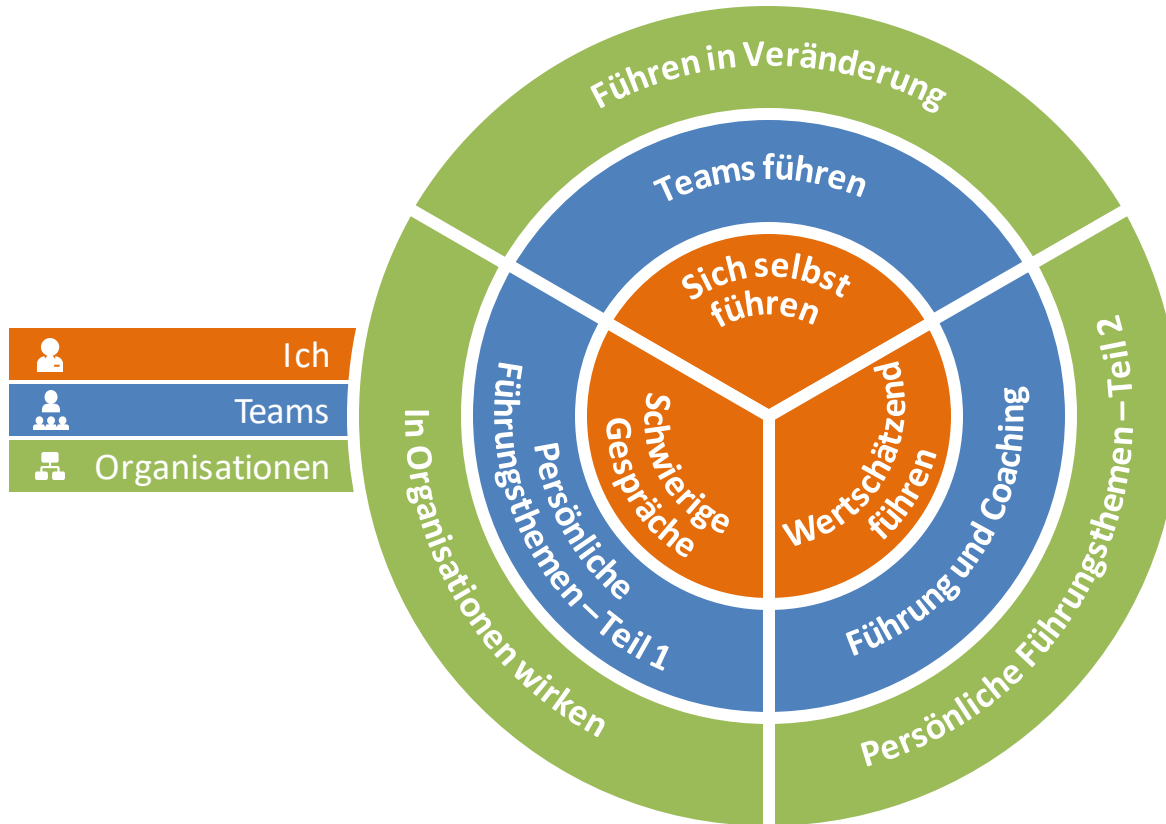 Führen in Veränderung
Teams führen
Sich selbst
führen
Ich
Teams
Organisationen
In Organisationen wirken
Persönliche
Führungsthemen – Teil 1
Schwierige
Gespräche
Wertschätzend
führen
Führung und Coaching
Persönliche Führungsthemen – Teil 2